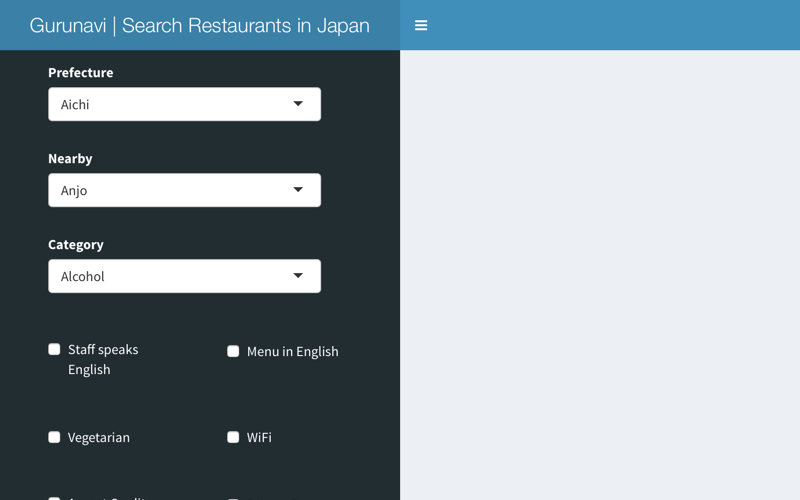 Gurunavi | Search Restaurants in Japan
Prefecture
Aichi
Nearby
Anjo
Category
Alcohol
Staff speaks
English
Menu in English
Vegetarian
WiFi